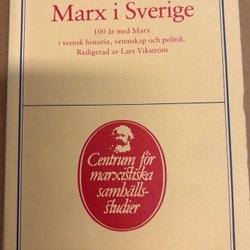 Marx i Sverige
100 år med Marx
i svensk historia, vetenskap och politik.
Redigerad av Lars Vikström
Centrum för
marxistiska
samhälls-
studier